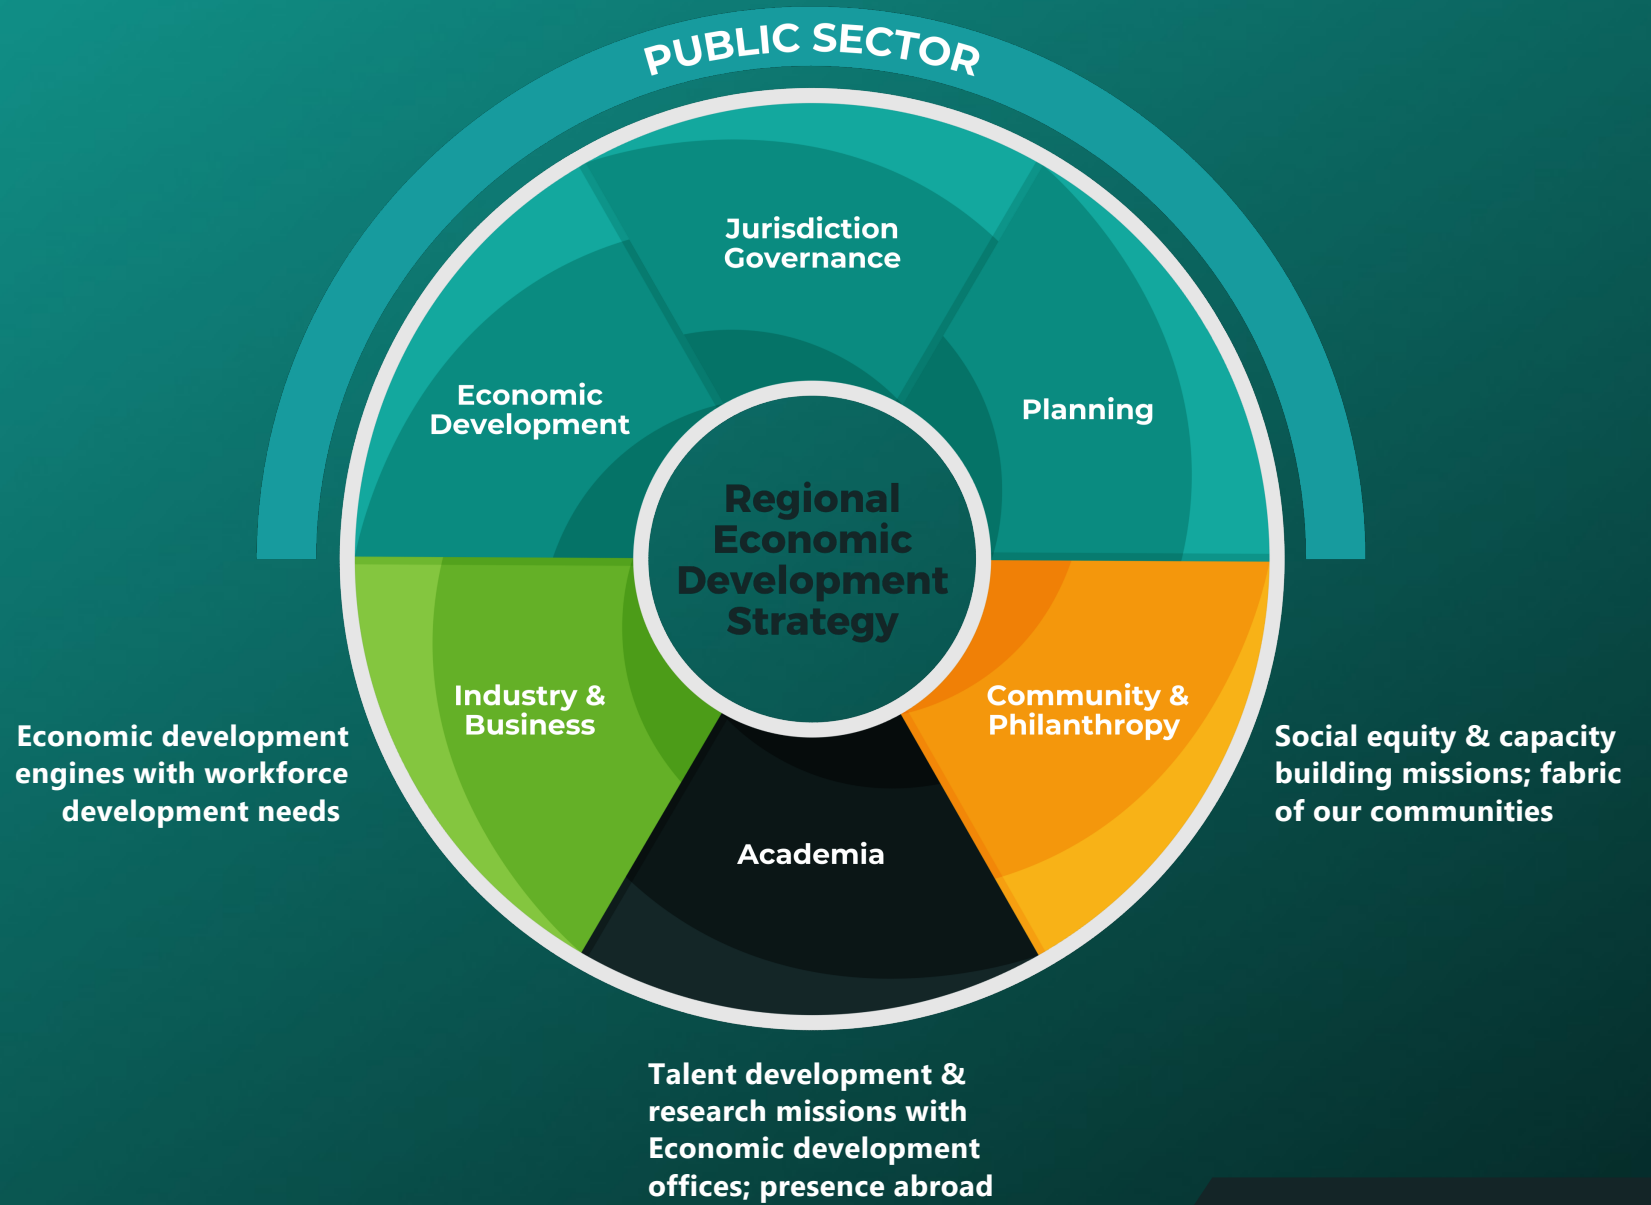 PUBLIC SECTOR
Jurisdiction
Governance
Economic
Development
Planning
Regional
Economic
Development
Strategy
Industry &
Business
Community &
Philanthropy
Economic development
engines with workforce
development needs
Social equity & capacity
building missions; fabric
of our communities
Academia
Talent development &
research missions with
Economic development
offices; presence abroad